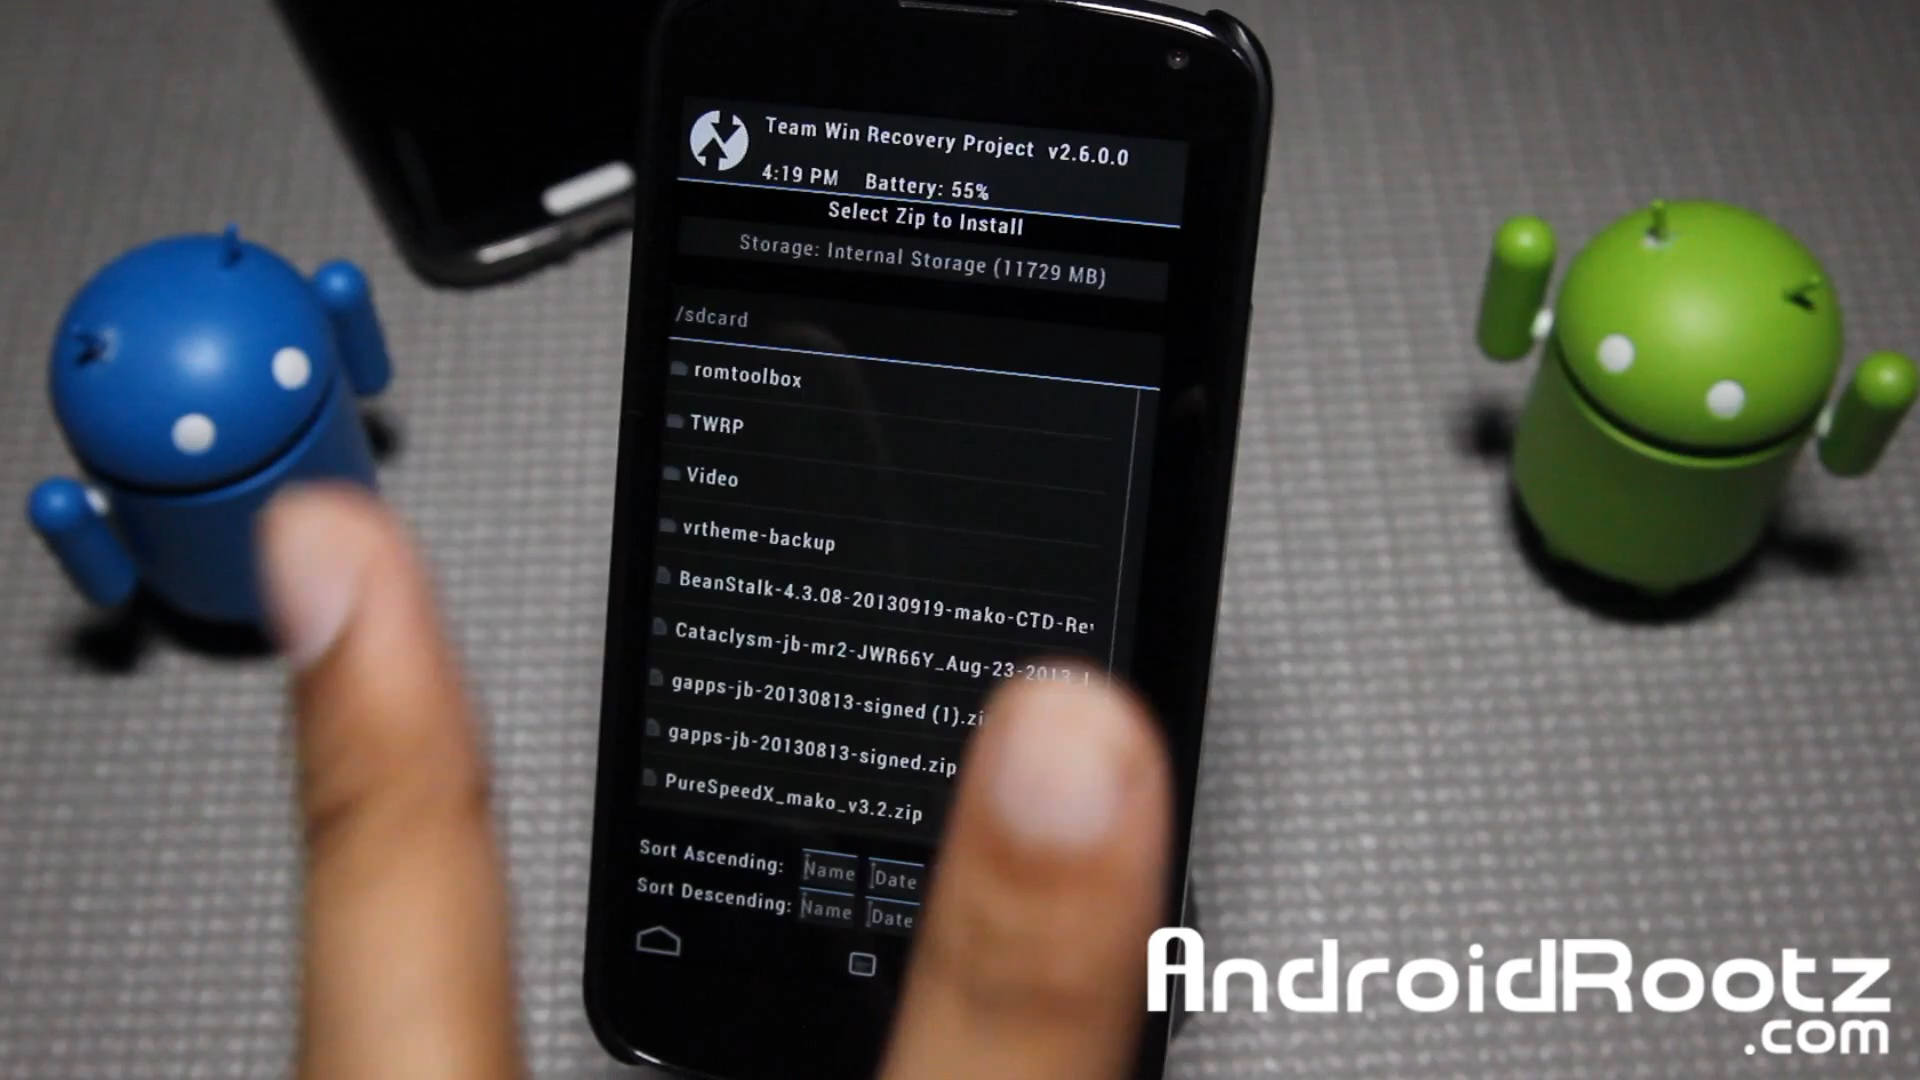 Team Win Recovery Project v2.6.0.0
4:19 PM Battery: 55%
Select Zip to Install
Storage: Internal Storage (11729 MB)
/sdcard
romtoolbox
TWRP
Video
vrtheme-backup
BeanStalk-4.3.08-20130919-mako-CTD-Re
Cataclysm-jb-mr2-JWR66Y_Aug-23-2013
gapps-jb-20130813-signed (1).zi
gapps-jb-20130813-signed.zip
PureSpeedX_mako_v3.2.zip
Sort Ascending: Name Date
Sort Descending: Name Date
AndroidRootz
.com